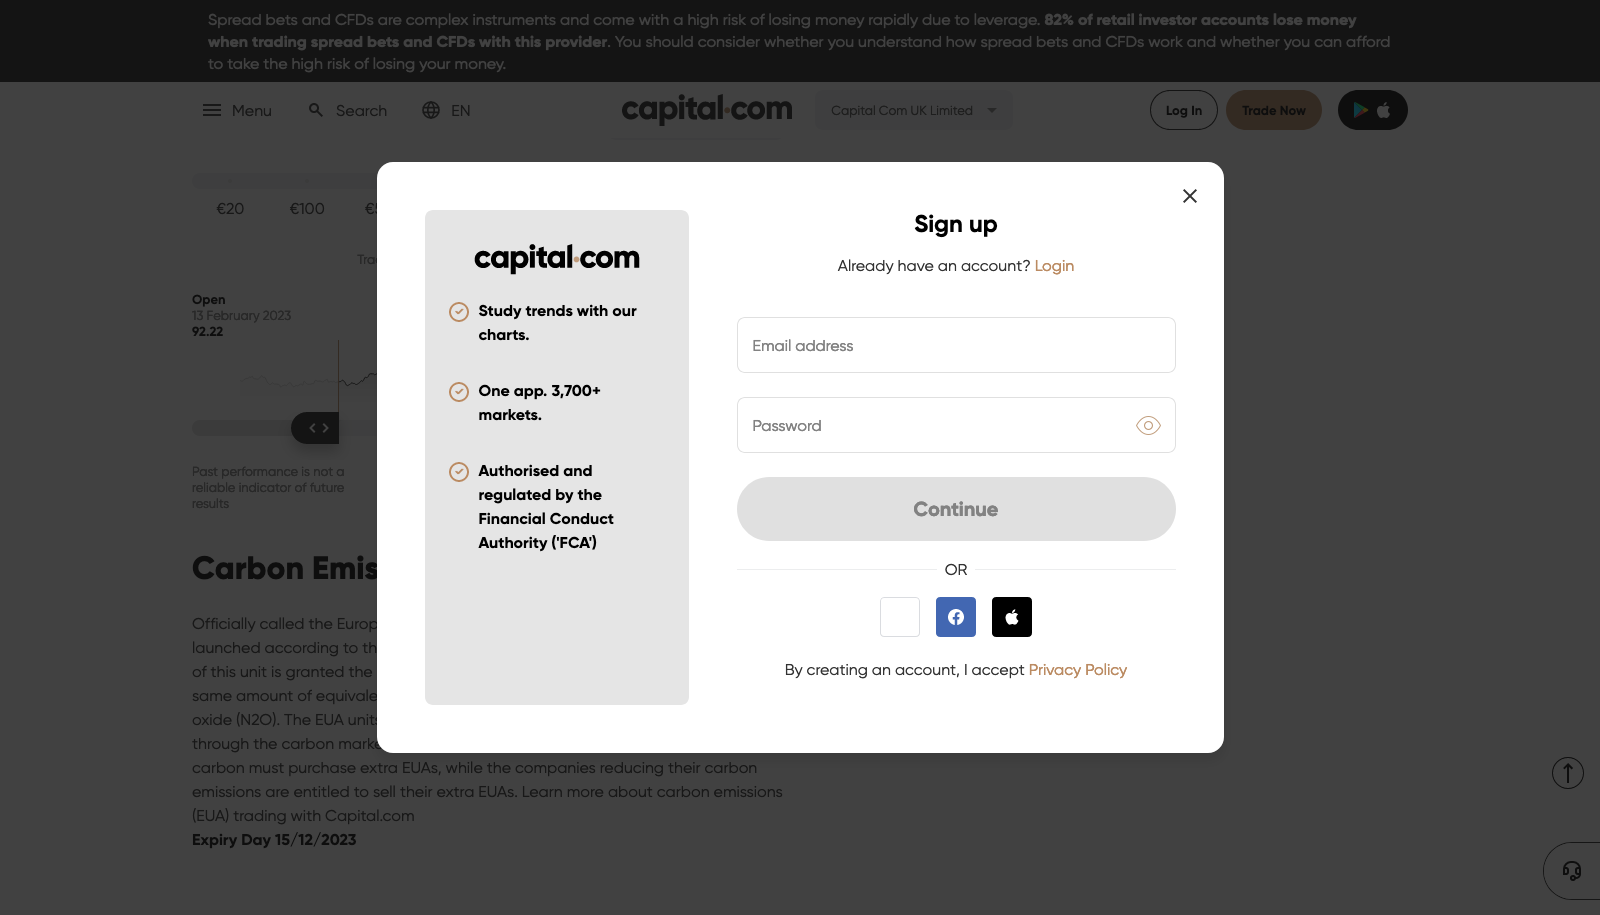 Spread bets and CFDs are complex instruments and come with a high risk of losing money rapidly due to leverage. 82% of retail investor accounts lose money
when trading spread bets and CFDs with this provider. You should consider whether you understand how spread bets and CFDs work and whether you can afford
to take the high risk of losing your money.
Menu
Search
EN
capital.com
Capital Com UK Limited
Log In
Trade Now
€20
€100
Open
13 February 2023
92.22
Past performance is not a
reliable indicator of future
results
Carbon Emis
Officially called the Europ
launched according to th
of this unit is granted the
same amount of equivale
oxide (N2O). The EUA units
through the carbon marke
carbon must purchase extra EUAs, while the companies reducing their carbon
emissions are entitled to sell their extra EUAs. Learn more about carbon emissions
(EUA) trading with Capital.com
Expiry Day 15/12/2023
capital.com
Study trends with our
charts.
One app. 3,700+
markets.
Authorised and
regulated by the
Financial Conduct
Authority ('FCA')
Sign up
Already have an account? Login
Email address
Password
Continue
OR
By creating an account, I accept Privacy Policy